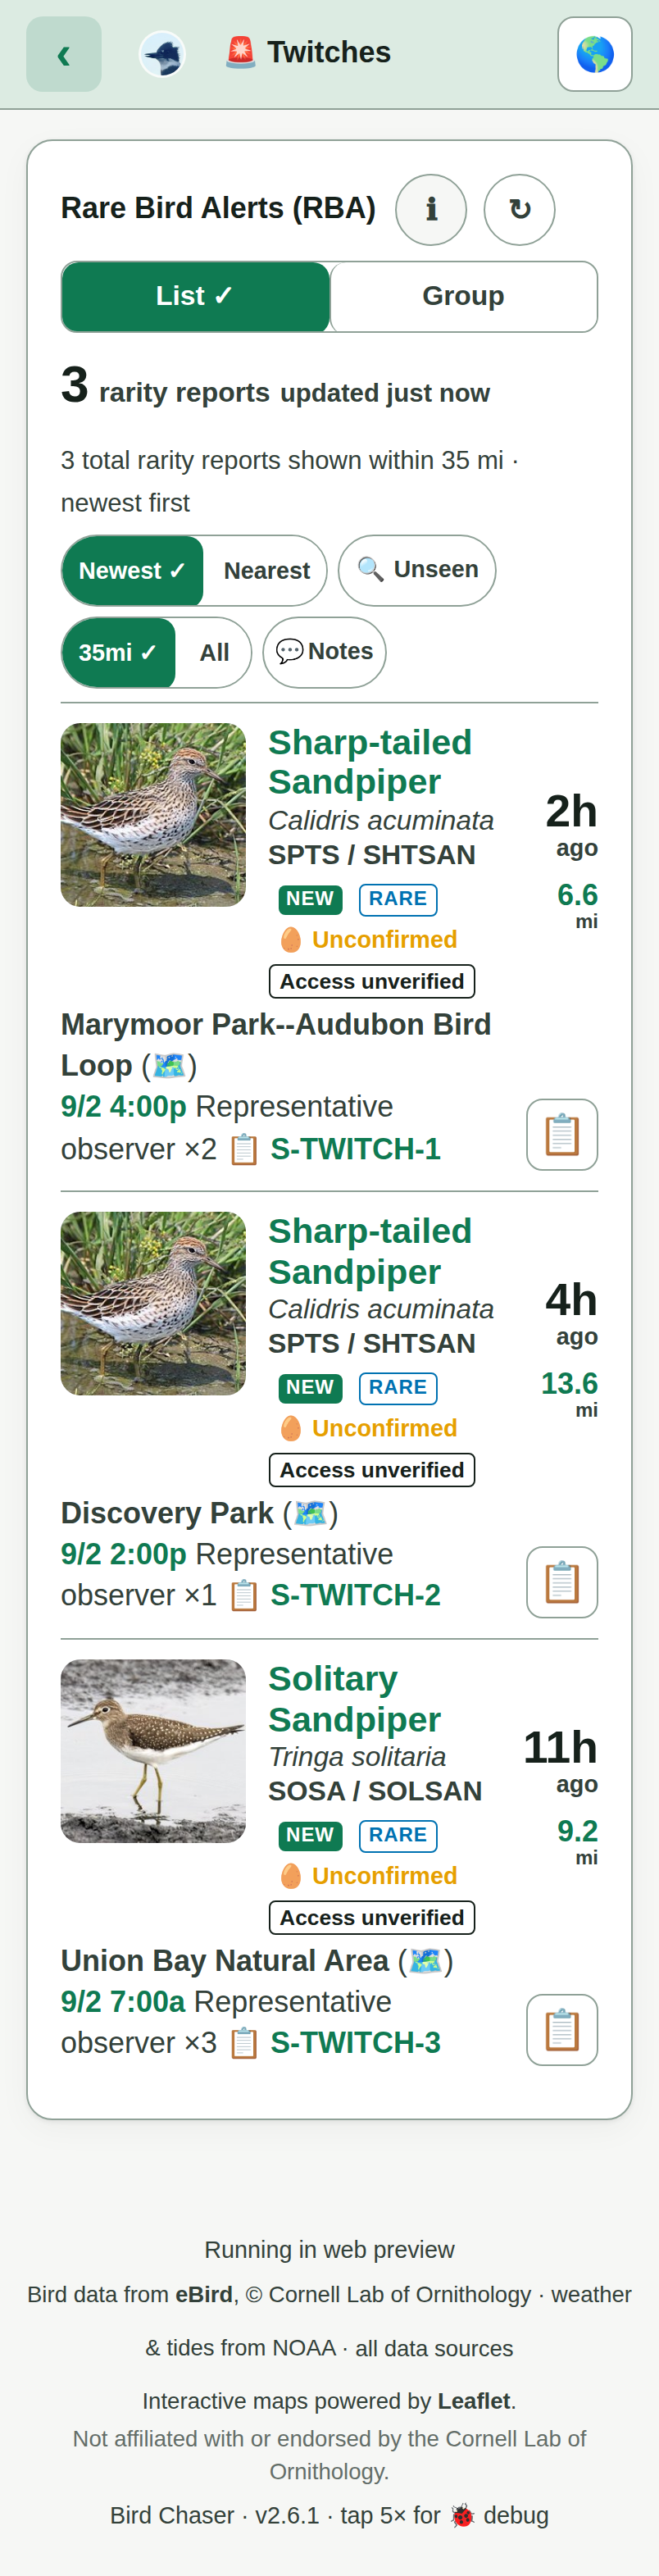 ‹ 🚨 Twitches 🌎
Rare Bird Alerts (RBA) ℹ ↻
List ✓ Group
3 rarity reports updated just now
3 total rarity reports shown within 35 mi ·
newest first
Newest ✓ Nearest 🔍 Unseen
35mi ✓ All 💬 Notes
Sharp-tailed
Sandpiper
Calidris acuminata
SPTS / SHTSAN
2h
ago
6.6
mi
NEW RARE
🥚 Unconfirmed
Access unverified
Marymoor Park--Audubon Bird
Loop (🗺️)
9/2 4:00p Representative
observer ×2 📋 S-TWITCH-1
📋
Sharp-tailed
Sandpiper
Calidris acuminata
SPTS / SHTSAN
4h
ago
13.6
mi
NEW RARE
🥚 Unconfirmed
Access unverified
Discovery Park (🗺️)
9/2 2:00p Representative
observer ×1 📋 S-TWITCH-2
📋
Solitary
Sandpiper
Tringa solitaria
SOSA / SOLSAN
11h
ago
9.2
mi
NEW RARE
🥚 Unconfirmed
Access unverified
Union Bay Natural Area (🗺️)
9/2 7:00a Representative
observer ×3 📋 S-TWITCH-3
📋
Running in web preview
Bird data from eBird, © Cornell Lab of Ornithology · weather
& tides from NOAA · all data sources
Interactive maps powered by Leaflet.
Not affiliated with or endorsed by the Cornell Lab of
Ornithology.
Bird Chaser · v2.6.1 · tap 5× for 🐞 debug